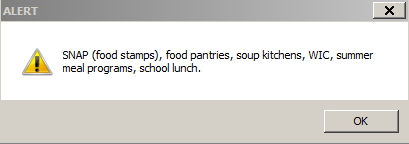 ALERT
SNAP (food stamps), food pantries, soup kitchens, WIC, summer
meal programs, school lunch.
OK